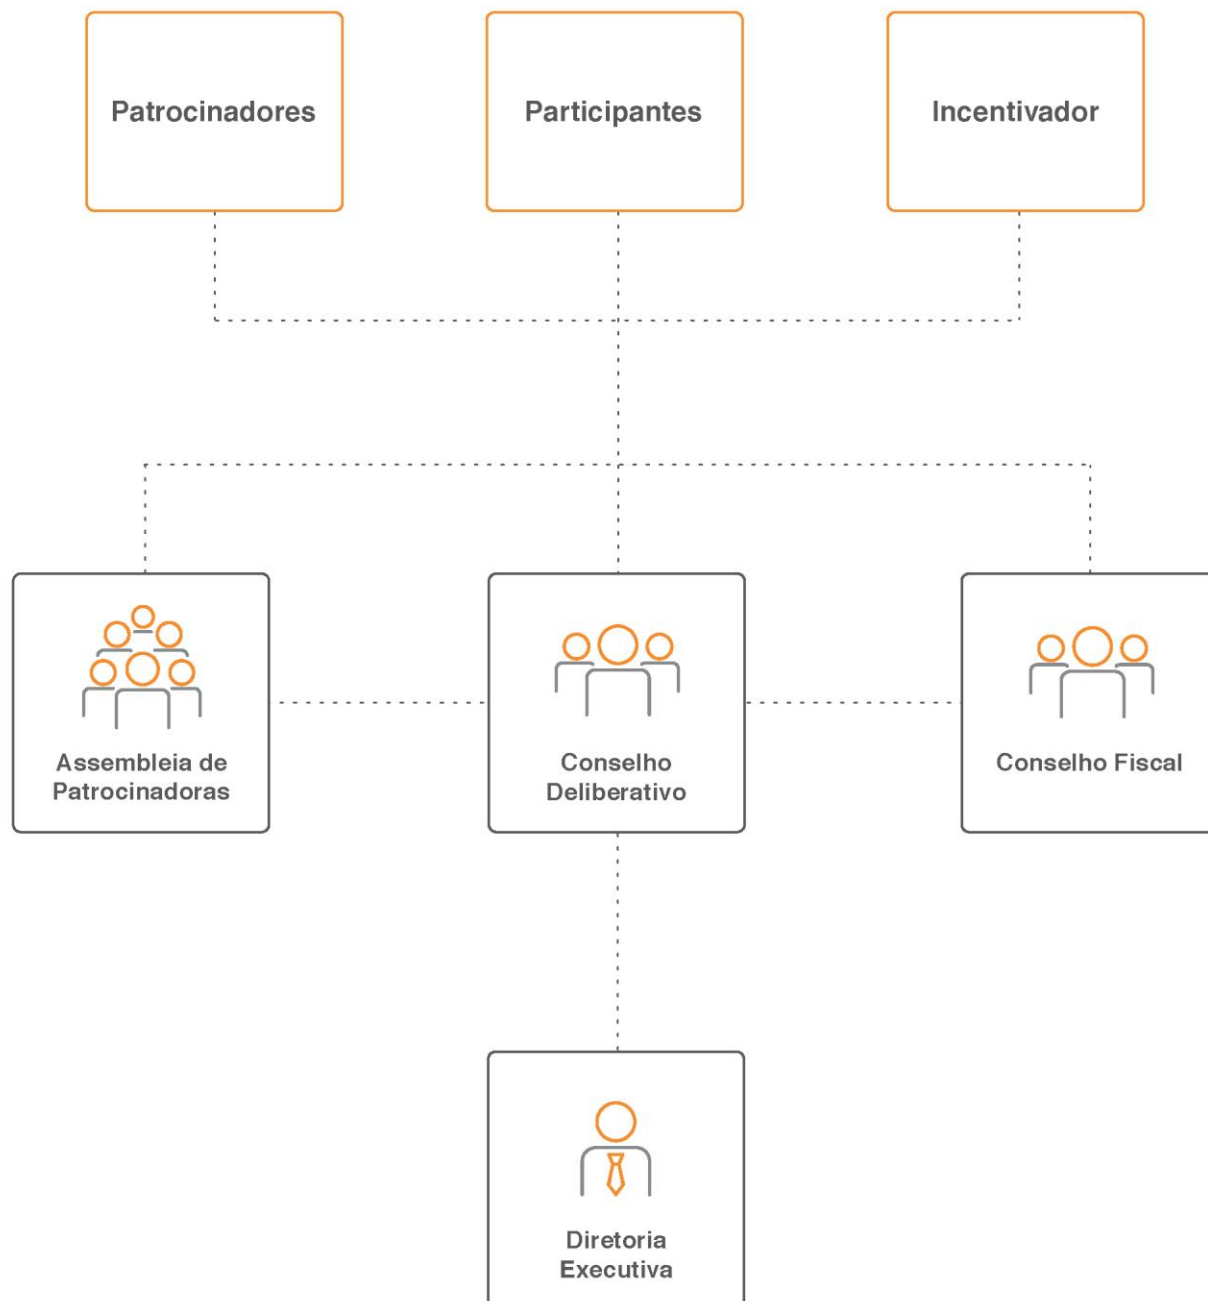 Patrocinadores
Participantes
Incentivador
Assembleia de
Patrocinadoras
Conselho
Deliberativo
Conselho Fiscal
Diretoria
Executiva